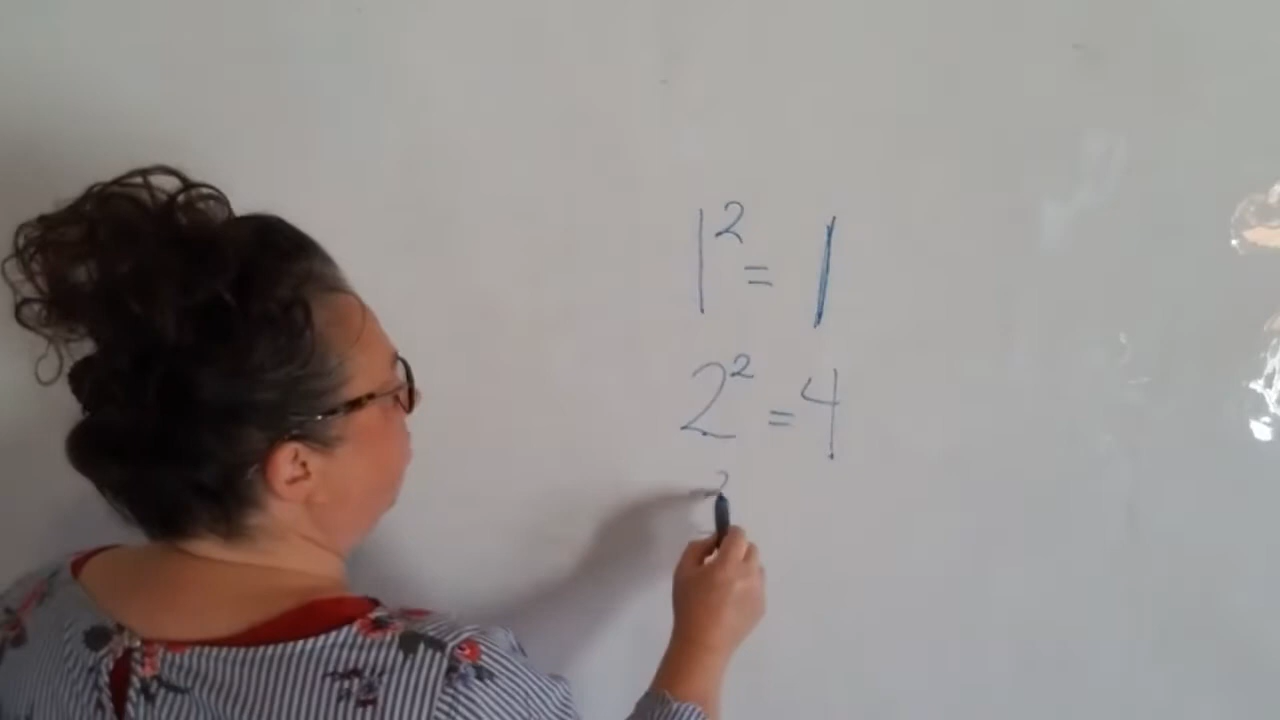 1² = 1
2² = 4